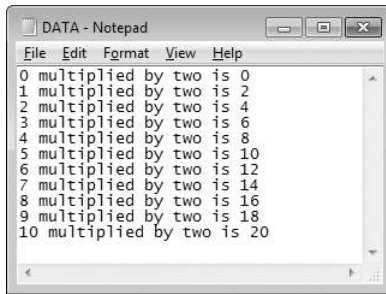 DATA - Notepad
File Edit Format View Help
0 multiplied by two is 0
1 multiplied by two is 2
2 multiplied by two is 4
3 multiplied by two is 6
4 multiplied by two is 8
5 multiplied by two is 10
6 multiplied by two is 12
7 multiplied by two is 14
8 multiplied by two is 16
9 multiplied by two is 18
10 multiplied by two is 20